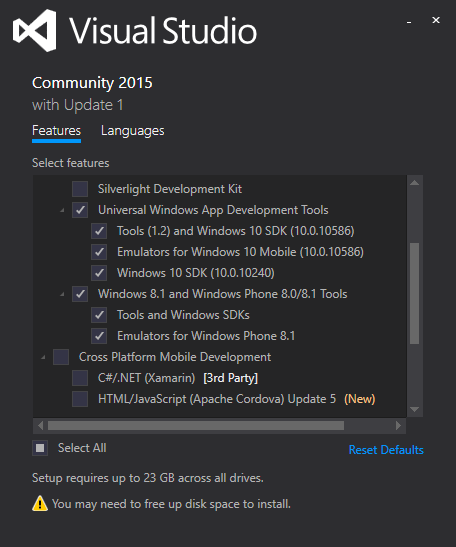 Visual Studio
Community 2015
with Update 1
Features Languages
Select features
Silverlight Development Kit
Universal Windows App Development Tools
Tools (1.2) and Windows 10 SDK (10.0.10586)
Emulators for Windows 10 Mobile (10.0.10586)
Windows 10 SDK (10.0.10240)
Windows 8.1 and Windows Phone 8.0/8.1 Tools
Tools and Windows SDKs
Emulators for Windows Phone 8.1
Cross Platform Mobile Development
C#/.NET (Xamarin) [3rd Party]
HTML/JavaScript (Apache Cordova) Update 5 (New)
Select All Reset Defaults
Setup requires up to 23 GB across all drives.
You may need to free up disk space to install.